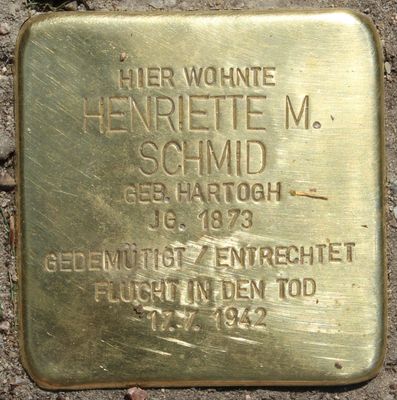 HIER WOHNTE
HENRIETTE M.
SCHMID
GEB. HARTOGH
JG. 1873
GEDEMÜTIGT / ENTRECHTET
FLUCHT IN DEN TOD
17.7. 1942